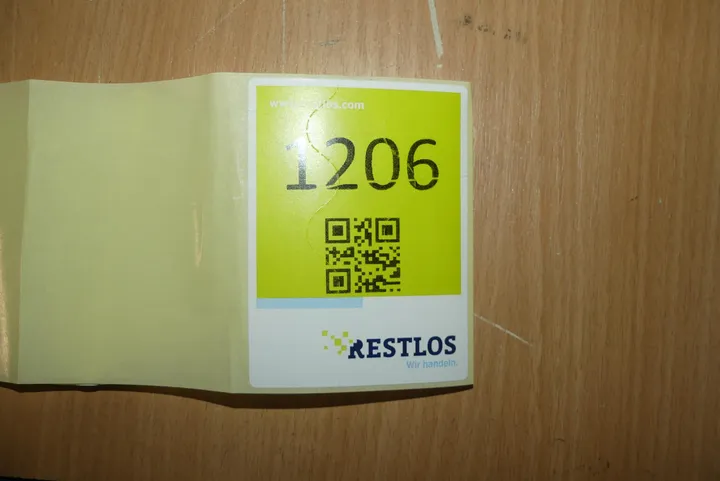 1206
RESTLOS
Wir handeln.